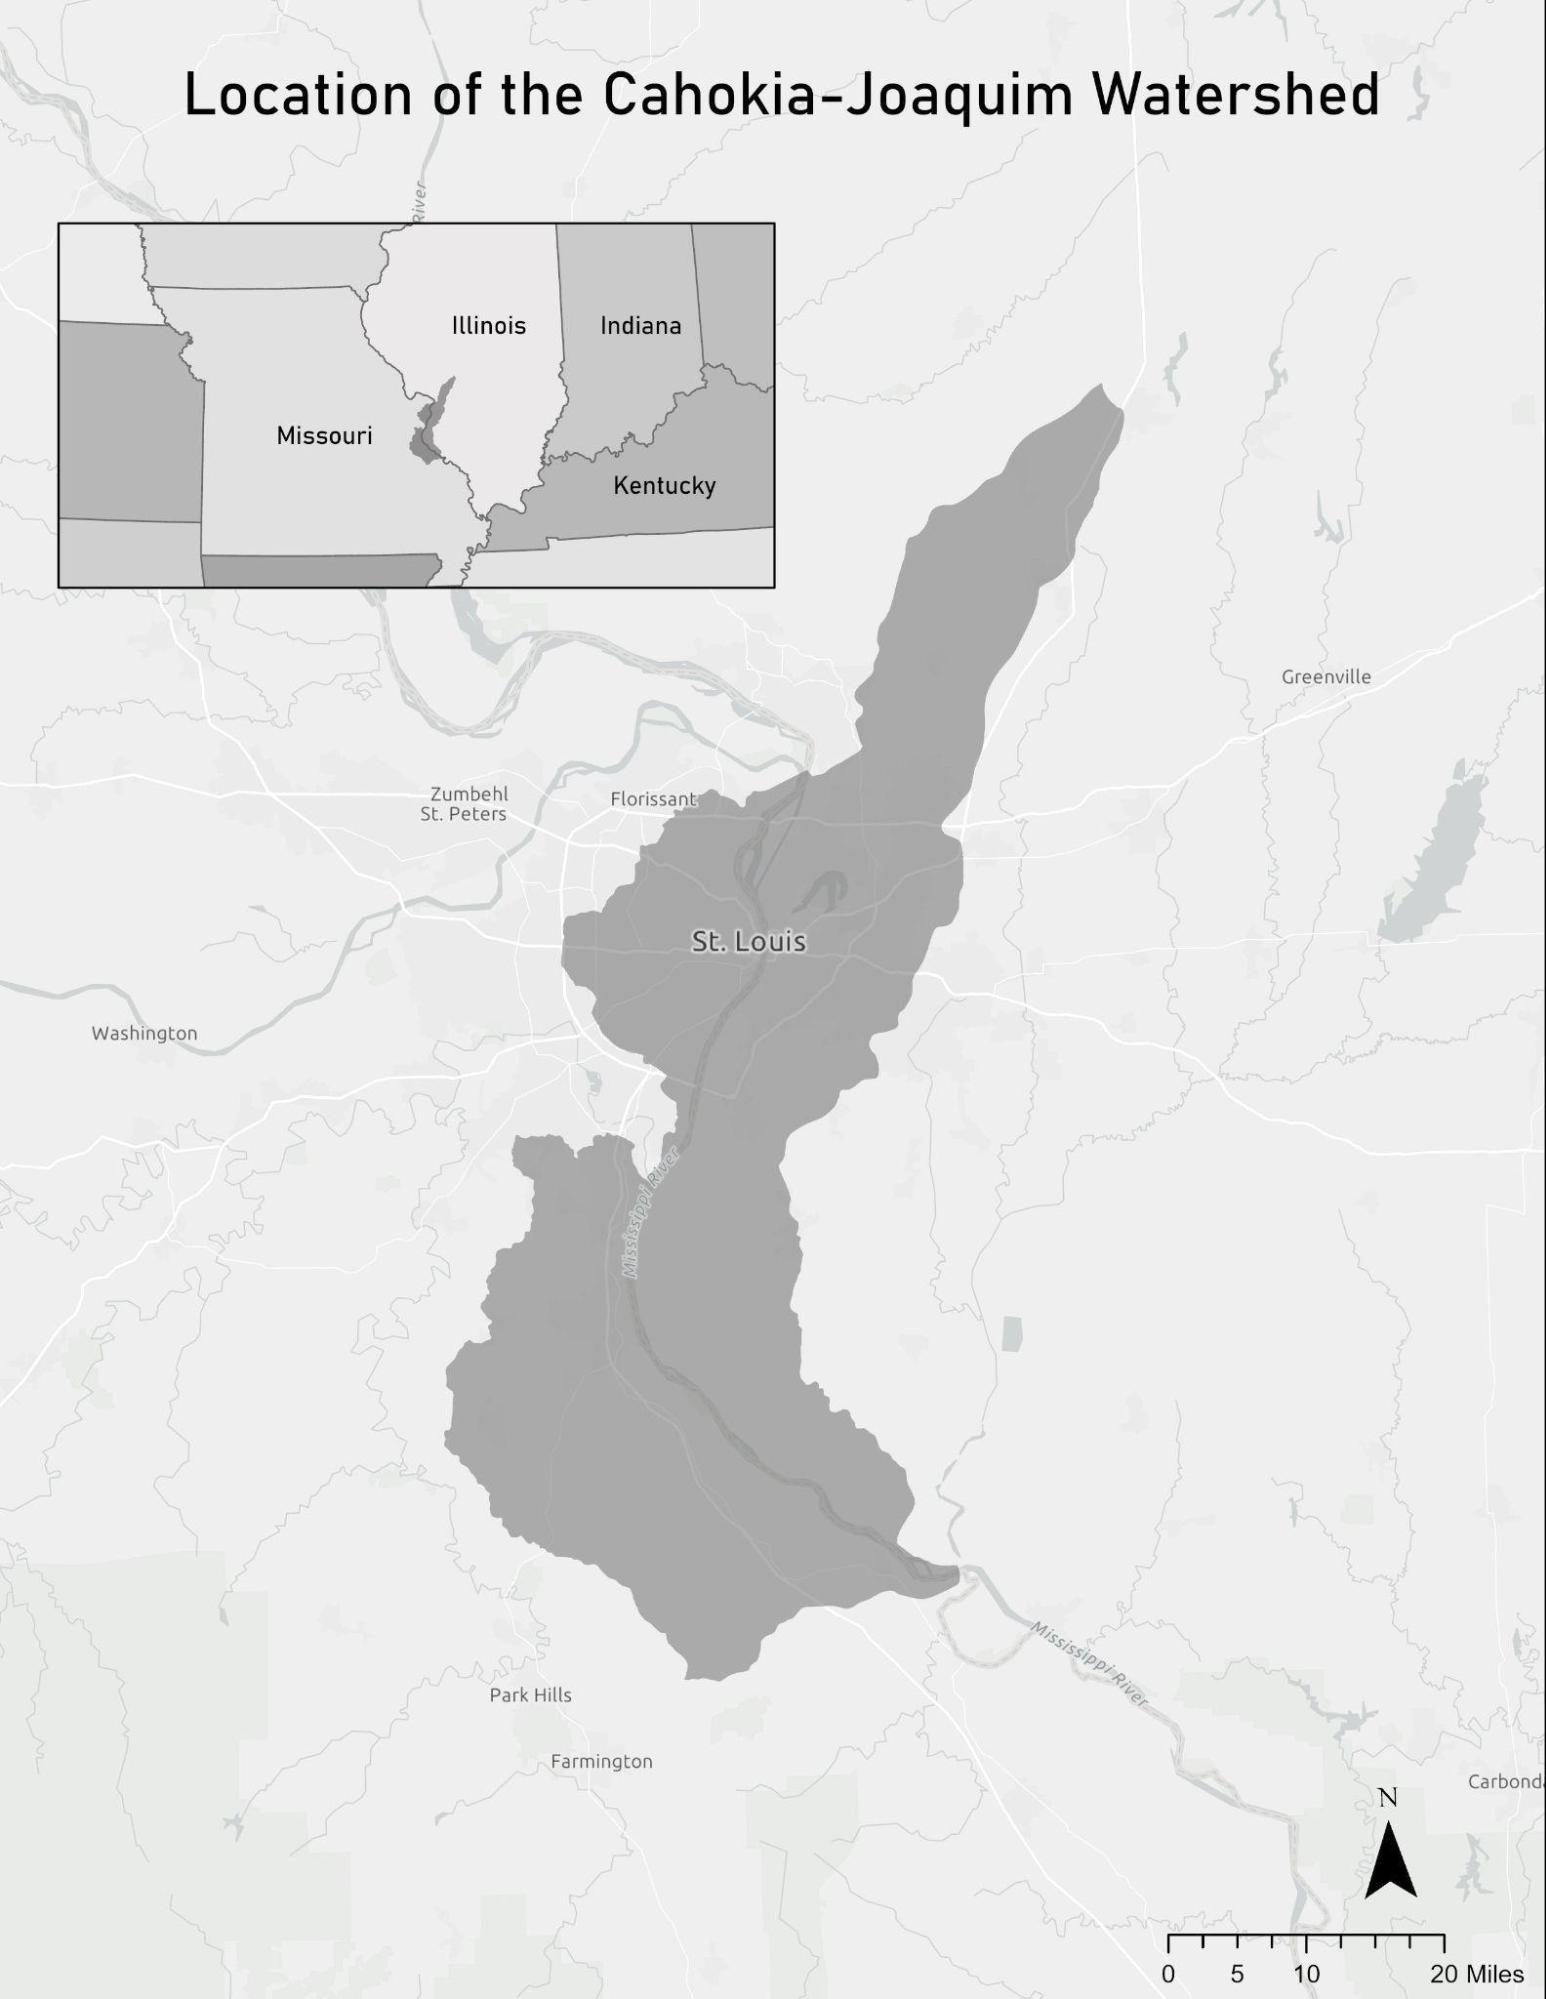 Location of the Cahokia-Joaquim Watershed
River
Illinois
Indiana
Missouri
Kentucky
Greenville
Zumbehl
St. Peters
Florissant
St. Louis
Washington
Mississippi River
Mississippi River
Park Hills
Farmington
Carbond
N
0 5 10 20 Miles